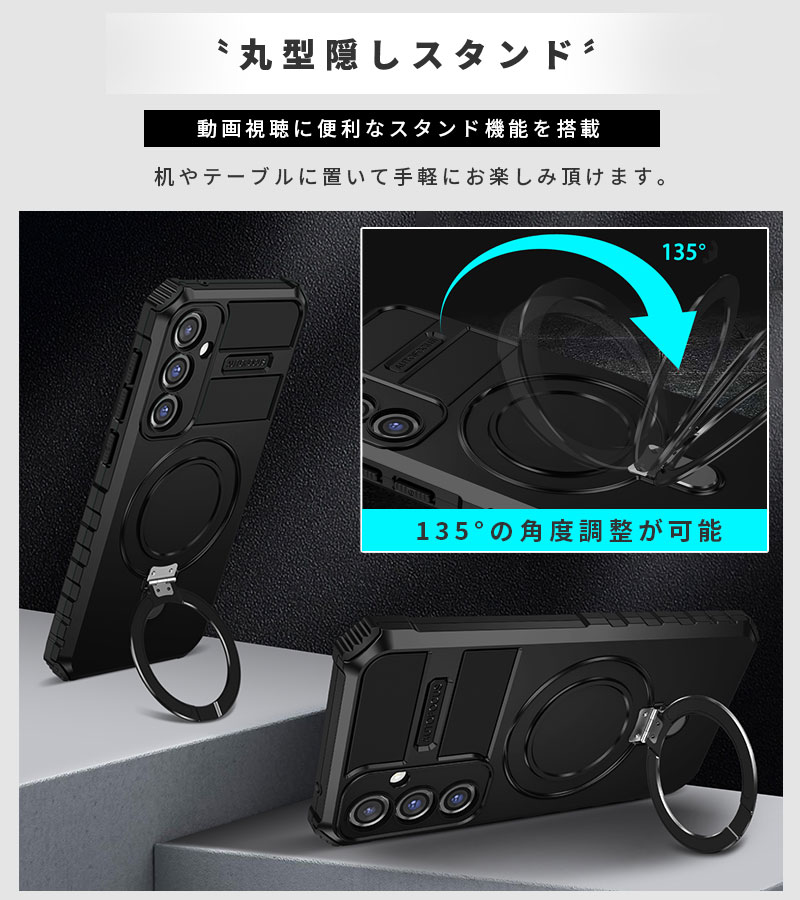 〝丸型隠しスタンド〞
動画視聴に便利なスタンド機能を搭載
机やテーブルに置いて手軽にお楽しみ頂けます。
135°
135°の角度調整が可能